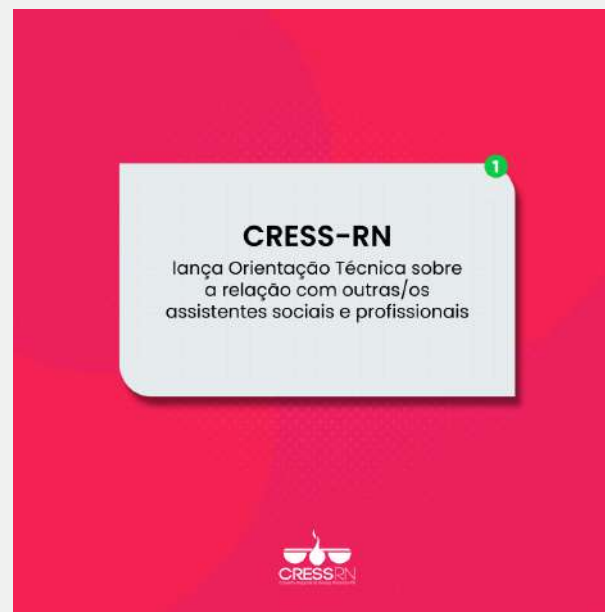 1
CRESS-RN
lança Orientação Técnica sobre
a relação com outras/os
assistentes sociais e profissionais
CRESSRN